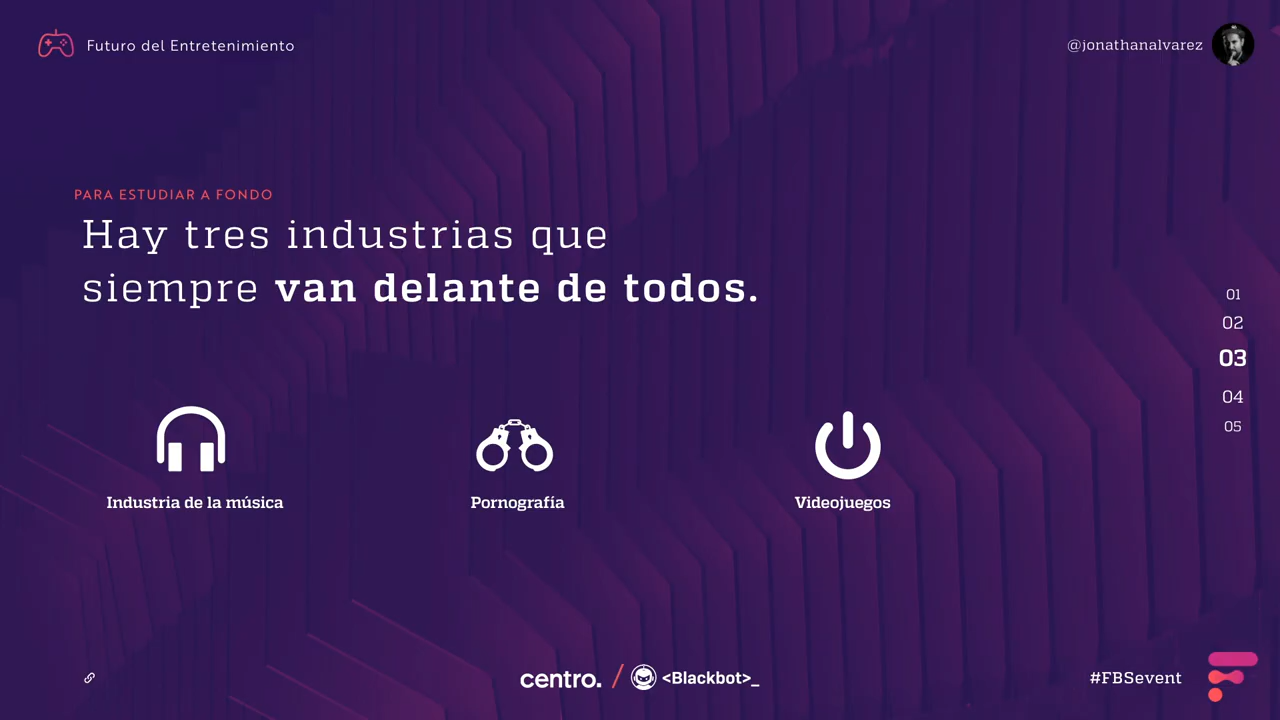 Futuro del Entretenimiento
@jonathanalvarez
PARA ESTUDIAR A FONDO
Hay tres industrias que
siempre van delante de todos.
01
02
03
04
05
Industria de la música
Pornografía
Videojuegos
centro. / <Blackbot>_
#FBSevent